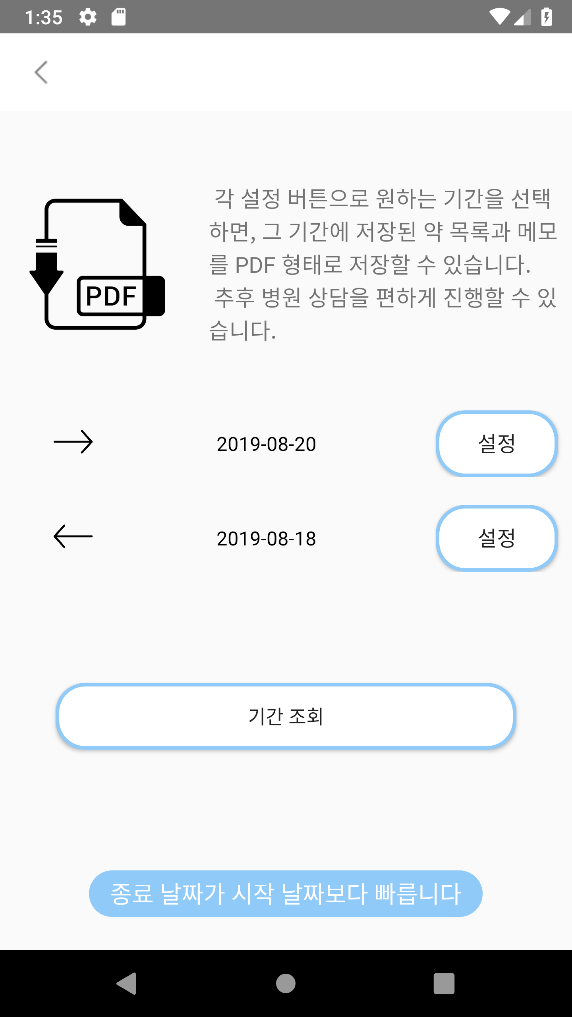 1:35
각 설정 버튼으로 원하는 기간을 선택
하면, 그 기간에 저장된 약 목록과 메모
를 PDF 형태로 저장할 수 있습니다.
추후 병원 상담을 편하게 진행할 수 있
습니다.
PDF
2019-08-20
설정
2019-08-18
설정
기간 조회
종료 날짜가 시작 날짜보다 빠릅니다